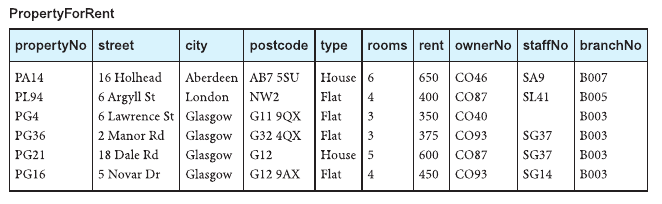 PropertyForRent
propertyNo street city postcode type rooms rent ownerNo staffNo branchNo
PA14 16 Holhead Aberdeen AB7 5SU House 6 650 CO46 SA9 B007
PL94 6 Argyll St London NW2 Flat 4 400 CO87 SL41 B005
PG4 6 Lawrence St Glasgow G11 9QX Flat 3 350 CO40 B003
PG36 2 Manor Rd Glasgow G32 4QX Flat 3 375 CO93 SG37 B003
PG21 18 Dale Rd Glasgow G12 House 5 600 CO87 SG37 B003
PG16 5 Novar Dr Glasgow G12 9AX Flat 4 450 CO93 SG14 B003